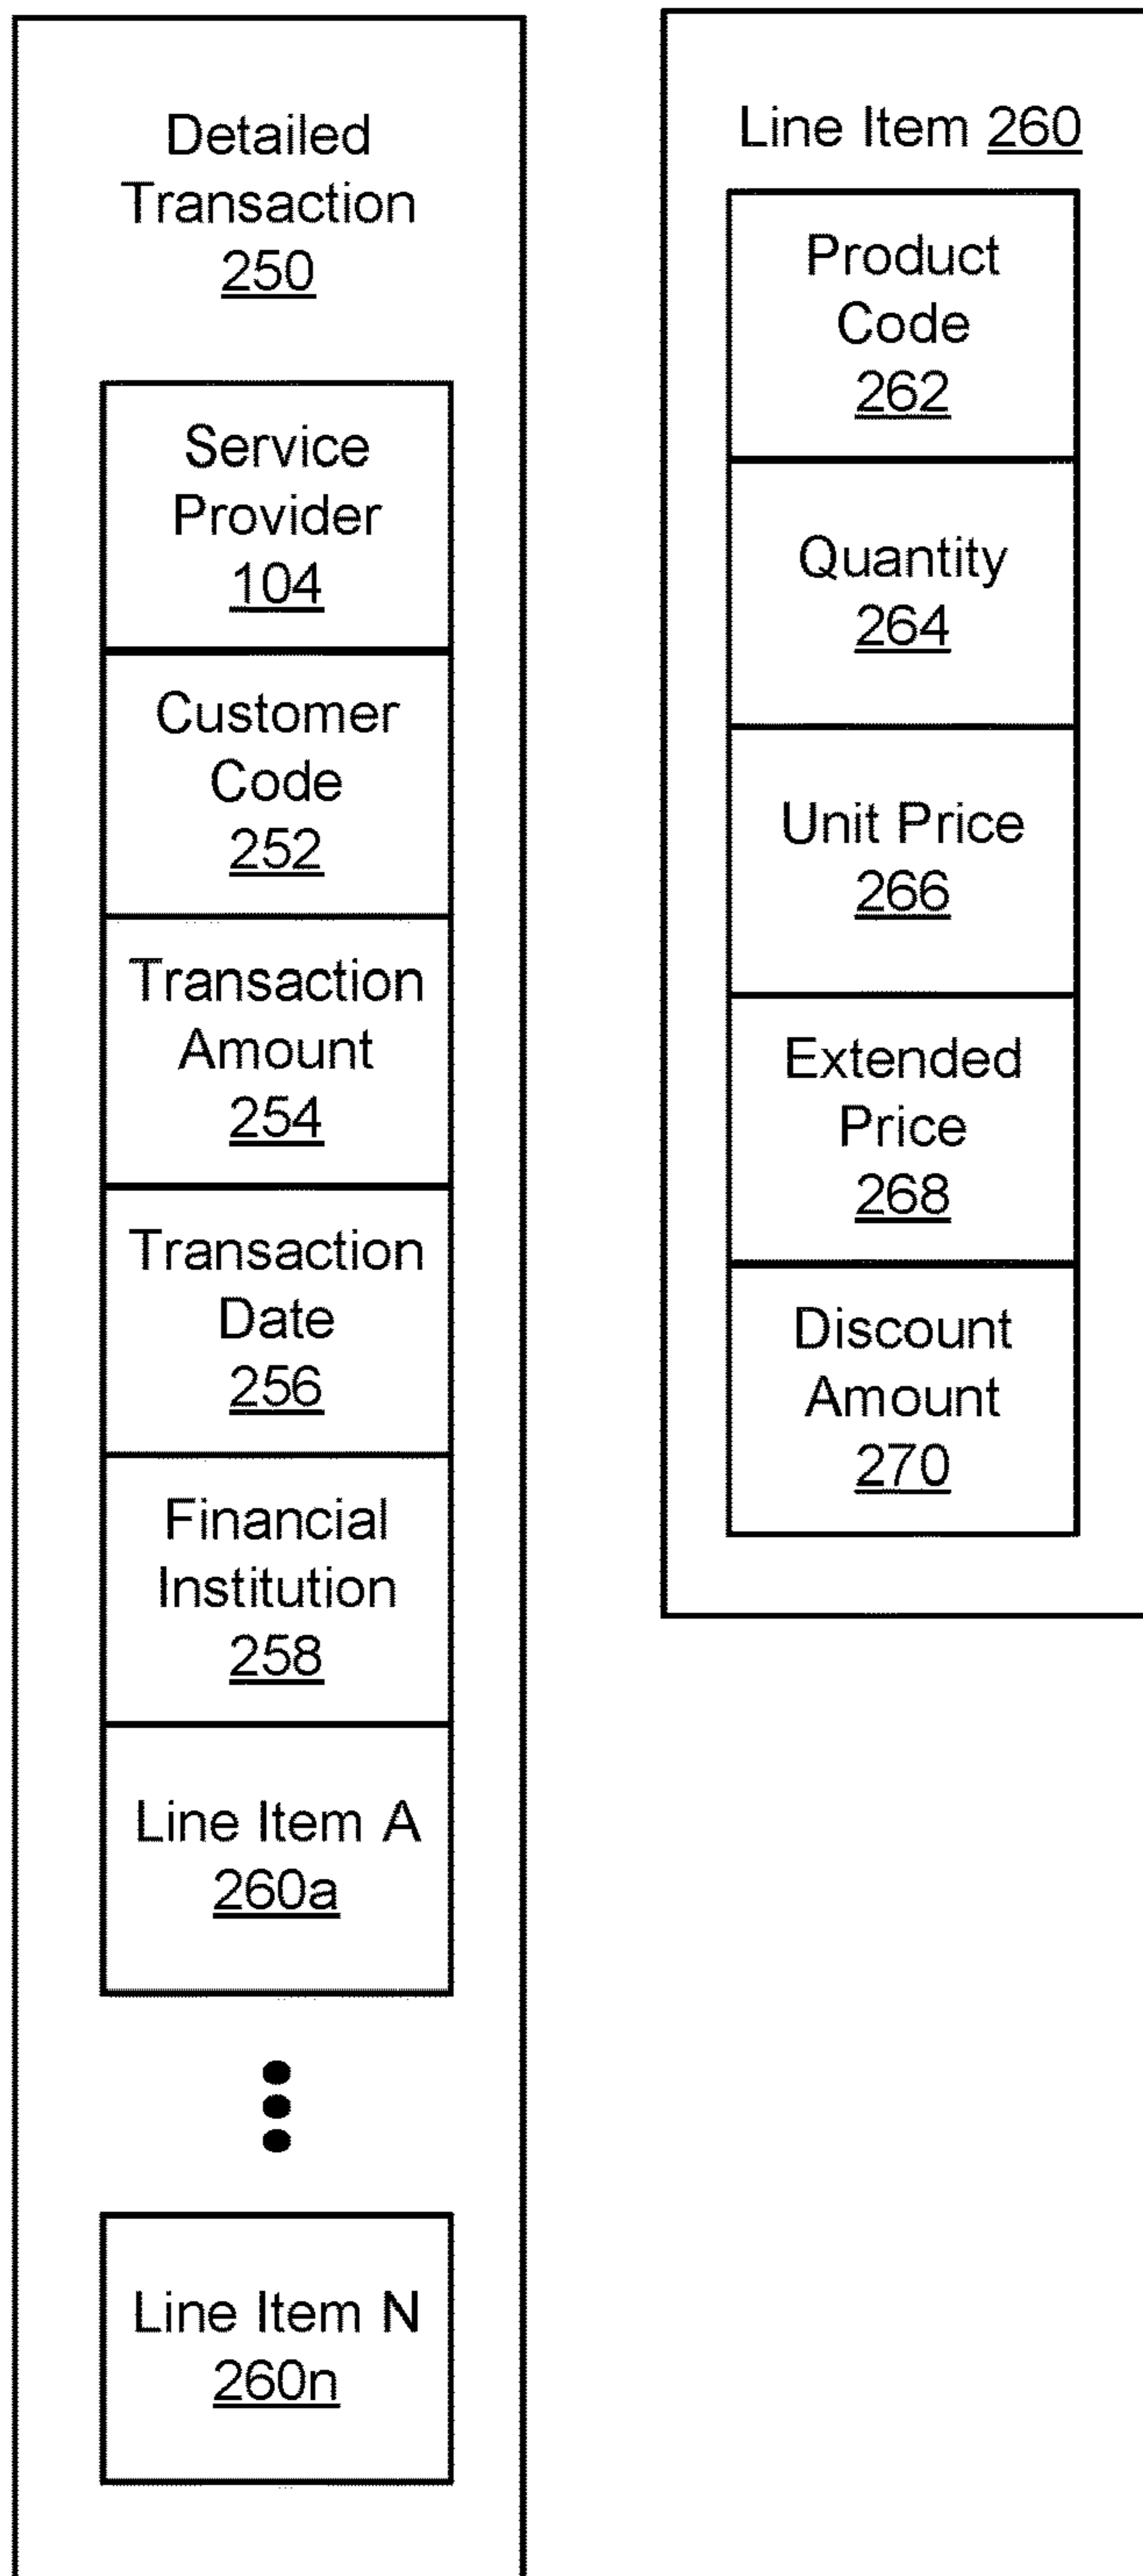 Detailed
Transaction
250
Service
Provider
104
Customer
Code
252
Transaction
Amount
254
Transaction
Date
256
Financial
Institution
258
Line Item A
260a
Line Item N
260n
Line Item 260
Product
Code
262
Quantity
264
Unit Price
266
Extended
Price
268
Discount
Amount
270